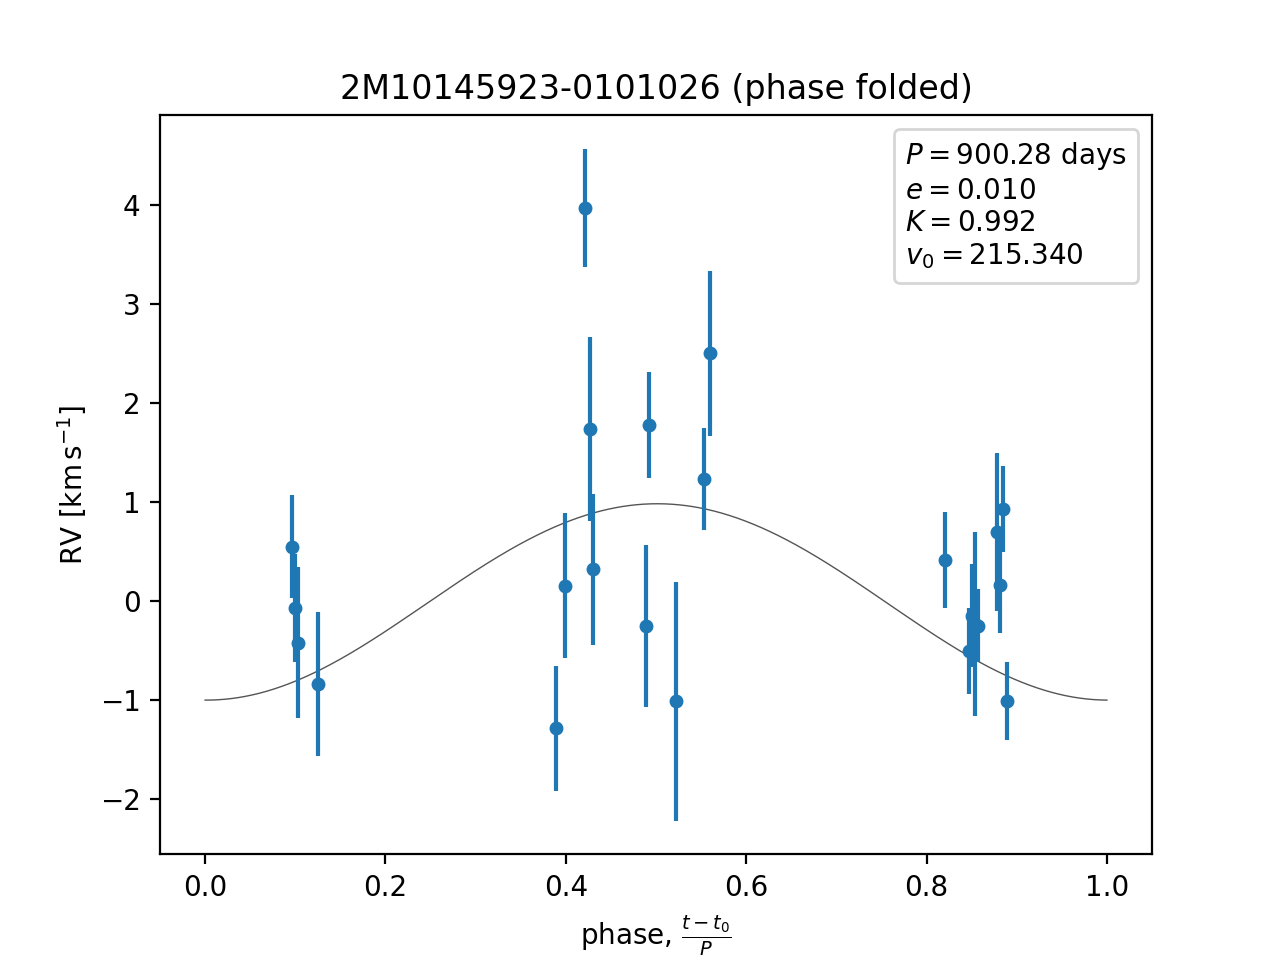 2M10145923-0101026 (phase folded)
P = 900.28 days
e = 0.010
K = 0.992
v₀ = 215.340
RV [km s⁻¹]
4
3
2
1
0
−1
−2
0.0 0.2 0.4 0.6 0.8 1.0
phase, (t − t₀)/P